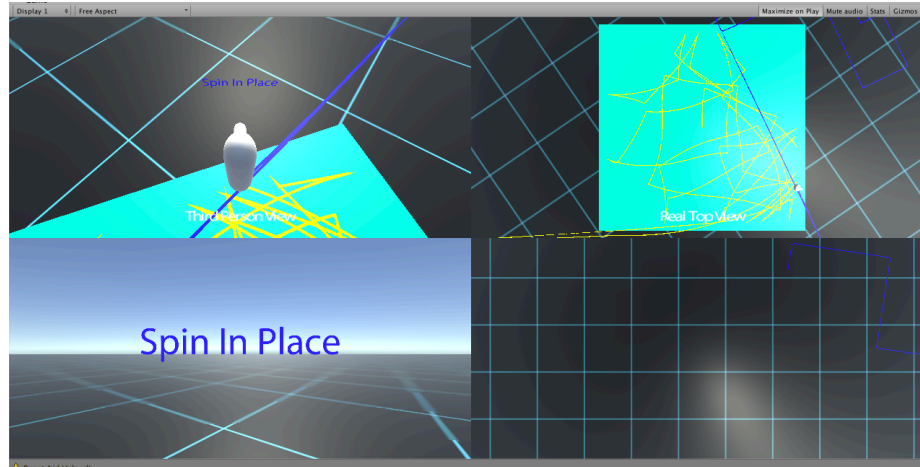 Display 1
Free Aspect
Maximize on Play
Mute audio
Stats
Gizmos
Spin In Place
Third Person View
Real Top View
Spin In Place